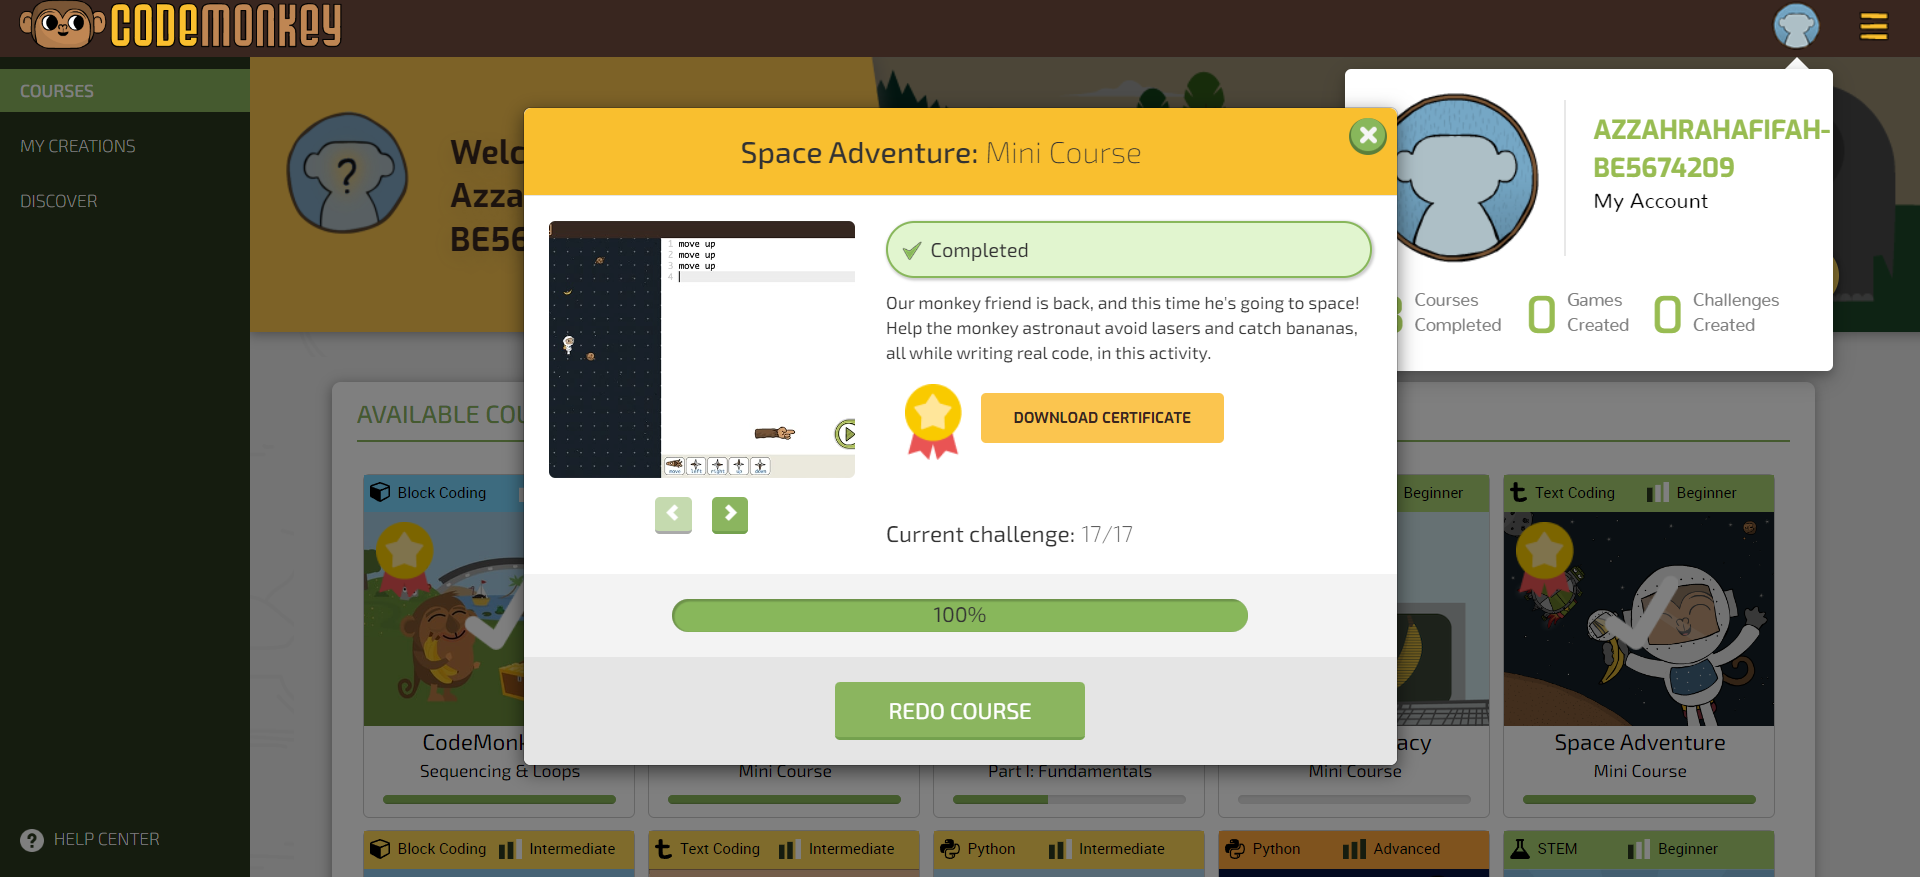 CODEMONKEY
COURSES
MY CREATIONS
DISCOVER
HELP CENTER
Welc
Azza
BE56
?
AZZAHRAHAFIFAH-
BE5674209
My Account
Courses
Completed
0 Games
Created
0 Challenges
Created
Space Adventure: Mini Course
1 move up
2 move up
3 move up
4
move left right up down
Completed
Our monkey friend is back, and this time he's going to space!
Help the monkey astronaut avoid lasers and catch bananas,
all while writing real code, in this activity.
DOWNLOAD CERTIFICATE
Current challenge: 17/17
100%
REDO COURSE
AVAILABLE COU
Block Coding
Beginner
Text Coding Beginner
CodeMonk
Sequencing & Loops
Mini Course
Part I: Fundamentals
acy
Mini Course
Space Adventure
Mini Course
Block Coding Intermediate
Text Coding Intermediate
Python Intermediate
Python Advanced
STEM Beginner